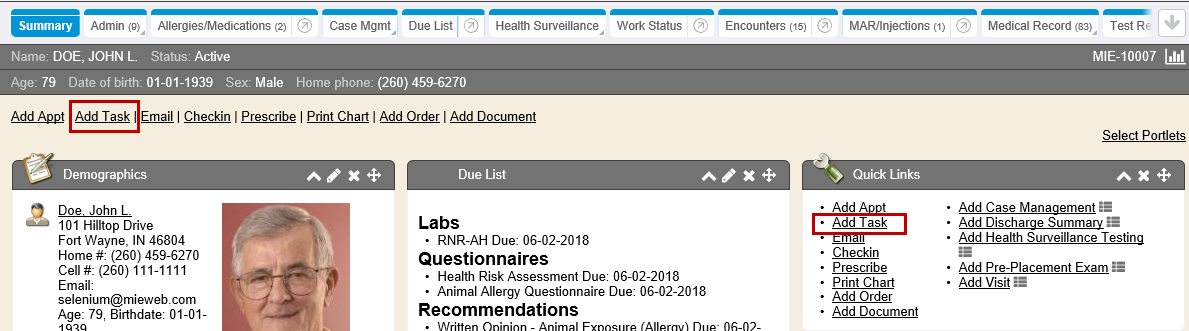 Summary Admin (9) Allergies/Medications (2) Case Mgmt Due List Health Surveillance Work Status Encounters (15) MAR/Injections (1) Medical Record (83) Test Re
Name: DOE, JOHN L. Status: Active MIE-10007
Age: 79 Date of birth: 01-01-1939 Sex: Male Home phone: (260) 459-6270
Add Appt Add Task | Email | Checkin | Prescribe | Print Chart | Add Order | Add Document
Select Portlets
Demographics
Doe, John L.
101 Hilltop Drive
Fort Wayne, IN 46804
Home #: (260) 459-6270
Cell #: (260) 111-1111
Email:
selenium@mieweb.com
Age: 79, Birthdate: 01-01-
1939
Due List
Labs
• RNR-AH Due: 06-02-2018
Questionnaires
• Health Risk Assessment Due: 06-02-2018
• Animal Allergy Questionnaire Due: 06-02-2018
Recommendations
• Written Opinion - Animal Exposure (Allergy) Due: 06-02-
Quick Links
• Add Appt
• Add Task
• Email
• Checkin
• Prescribe
• Print Chart
• Add Order
• Add Document
• Add Case Management
• Add Discharge Summary
• Add Health Surveillance Testing
• Add Pre-Placement Exam
• Add Visit